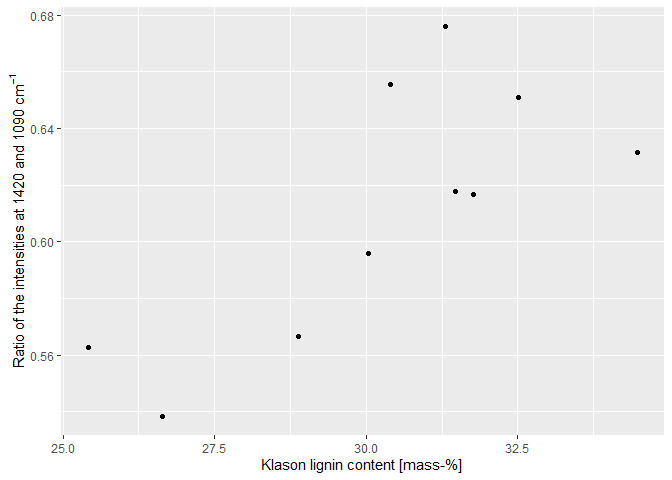 Ratio of the intensities at 1420 and 1090 cm⁻¹
0.68
0.64
0.60
0.56
25.0 27.5 30.0 32.5
Klason lignin content [mass-%]